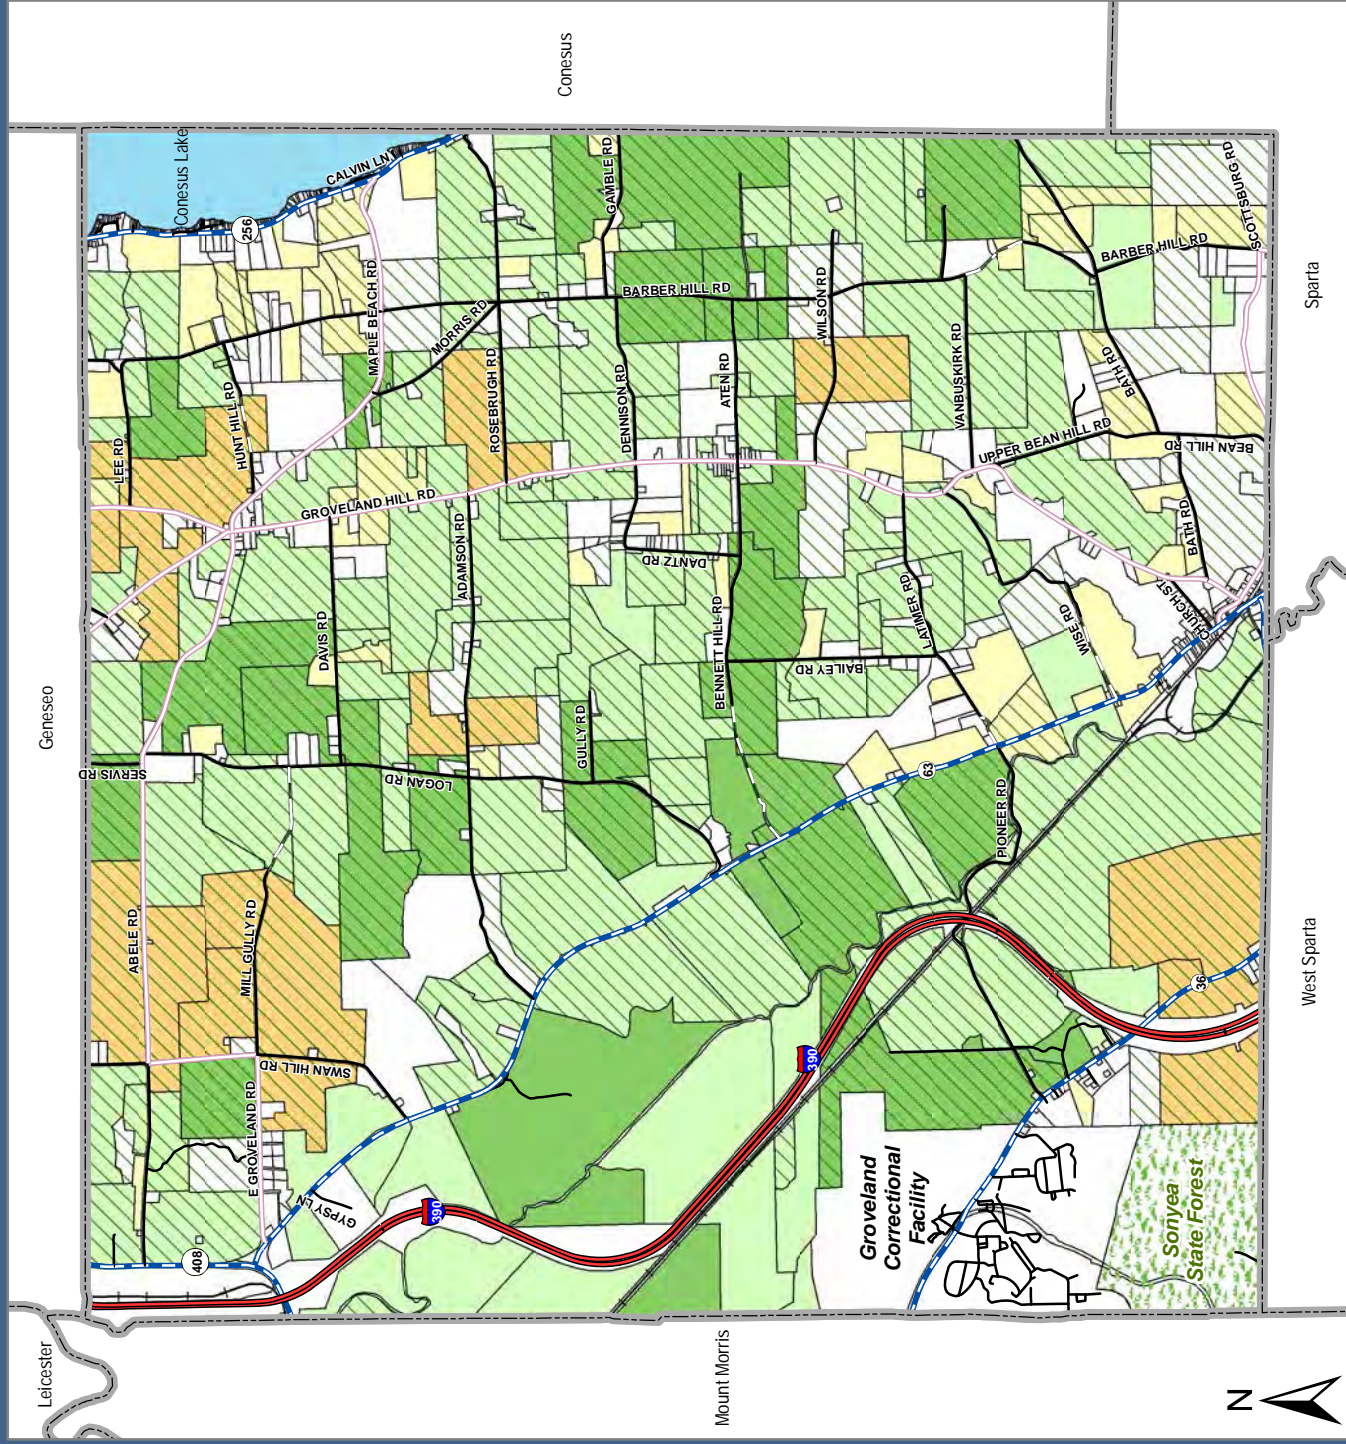 Conesus
Conesus Lake
CALVIN LN
256
GAMBLE RD
SCOTTSBURG RD
BARBER HILL RD
BARBER HILL RD
Sparta
MAPLE BEACH RD
MORRIS RD
WILSON RD
ROSEBRUGH RD
DENNISON RD
ATEN RD
VANBUSKIRK RD
BATH RD
HUNT HILL RD
LEE RD
UPPER BEAN HILL RD
BEAN HILL RD
GROVELAND HILL RD
ADAMSON RD
DANTZ RD
BATH RD
DAVIS RD
BENNETT HILL RD
LATIMER RD
WISE RD
CHURCH ST
BAILEY RD
Geneseo
SERVIS RD
LOGAN RD
GULLY RD
63
PIONEER RD
ABELE RD
MILL GULLY RD
West Sparta
36
SWAN HILL RD
390
E GROVELAND RD
GYPSY LN
390
408
Groveland
Correctional
Facility
Sonyea
State Forest
Leicester
Mount Morris
N